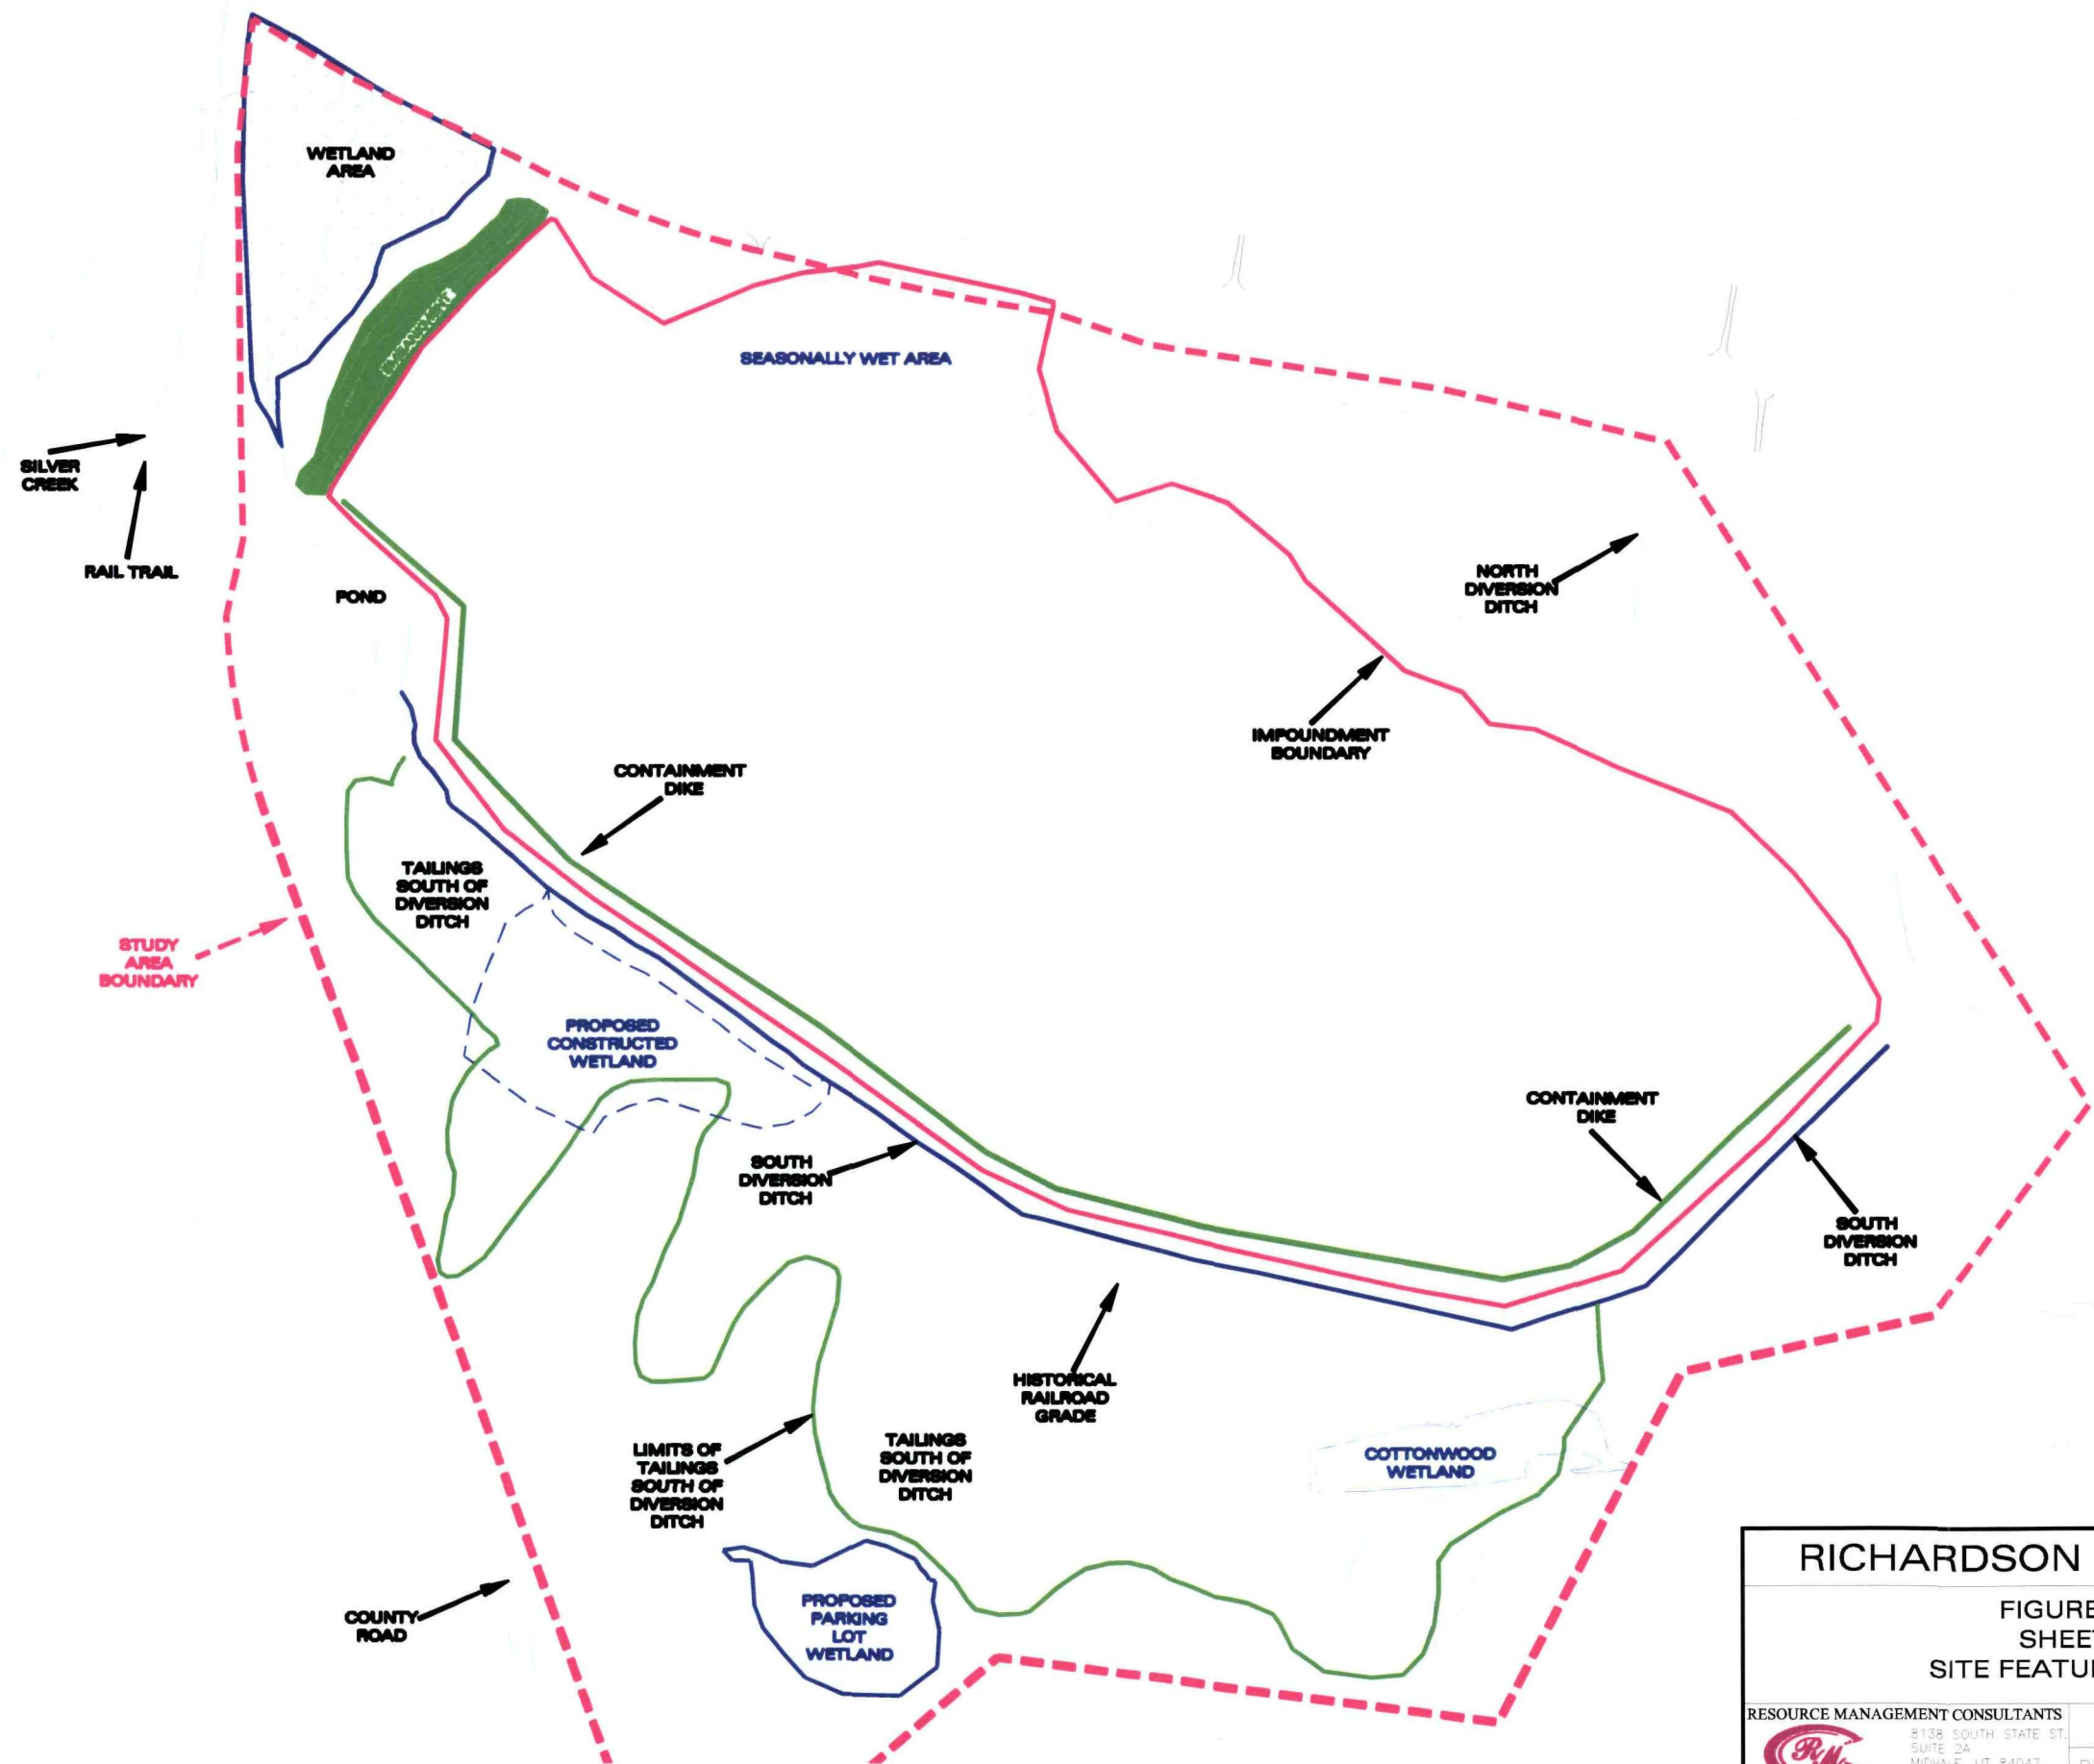 WETLAND
AREA
SEASONALLY WET AREA
SILVER
CREEK
RAIL TRAIL
POND
NORTH
DIVERSION
DITCH
IMPOUNDMENT
BOUNDARY
CONTAINMENT
DIKE
TAILINGS
SOUTH OF
DIVERSION
DITCH
STUDY
AREA
BOUNDARY
PROPOSED
CONSTRUCTED
WETLAND
CONTAINMENT
DIKE
SOUTH
DIVERSION
DITCH
SOUTH
DIVERSION
DITCH
HISTORICAL
RAILROAD
GRADE
LIMITS OF
TAILINGS
SOUTH OF
DIVERSION
DITCH
TAILINGS
SOUTH OF
DIVERSION
DITCH
COTTONWOOD
WETLAND
PROPOSED
PARKING
LOT
WETLAND
COUNTY
ROAD
RICHARDSON
FIGURE
SHEET
SITE FEATU
RESOURCE MANAGEMENT CONSULTANTS
8138 SOUTH STATE ST.
SUITE 2A
MIDVALE, UT 84047